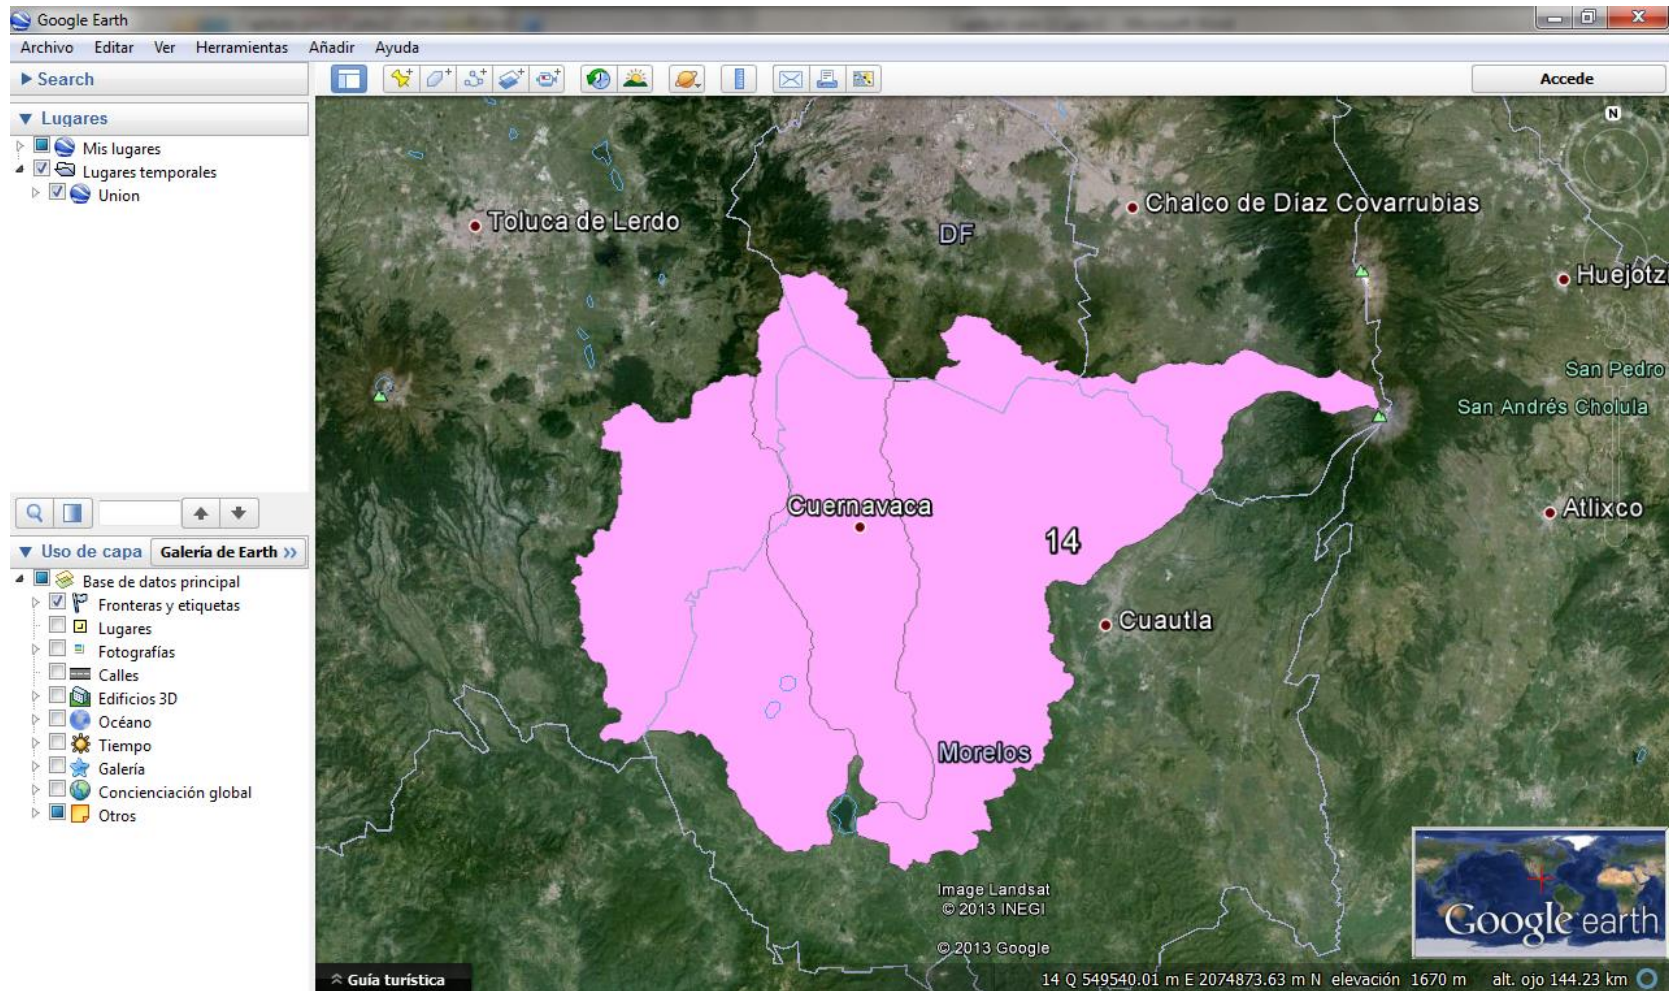 Google Earth
Archivo Editar Ver Herramientas Añadir Ayuda
Search
Accede
Lugares
Mis lugares
Lugares temporales
Union
Uso de capa Galería de Earth »
Base de datos principal
Fronteras y etiquetas
Lugares
Fotografías
Calles
Edificios 3D
Océano
Tiempo
Galería
Concienciación global
Otros
N
Toluca de Lerdo
Chalco de Díaz Covarrubias
DF
Huejotz
San Pedro
San Andrés Cholula
Cuernavaca
Atlixco
14
Cuautla
Morelos
Image Landsat
© 2013 INEGI
© 2013 Google
Google earth
Guía turística
14 Q 549540.01 m E 2074873.63 m N elevación 1670 m alt. ojo 144.23 km